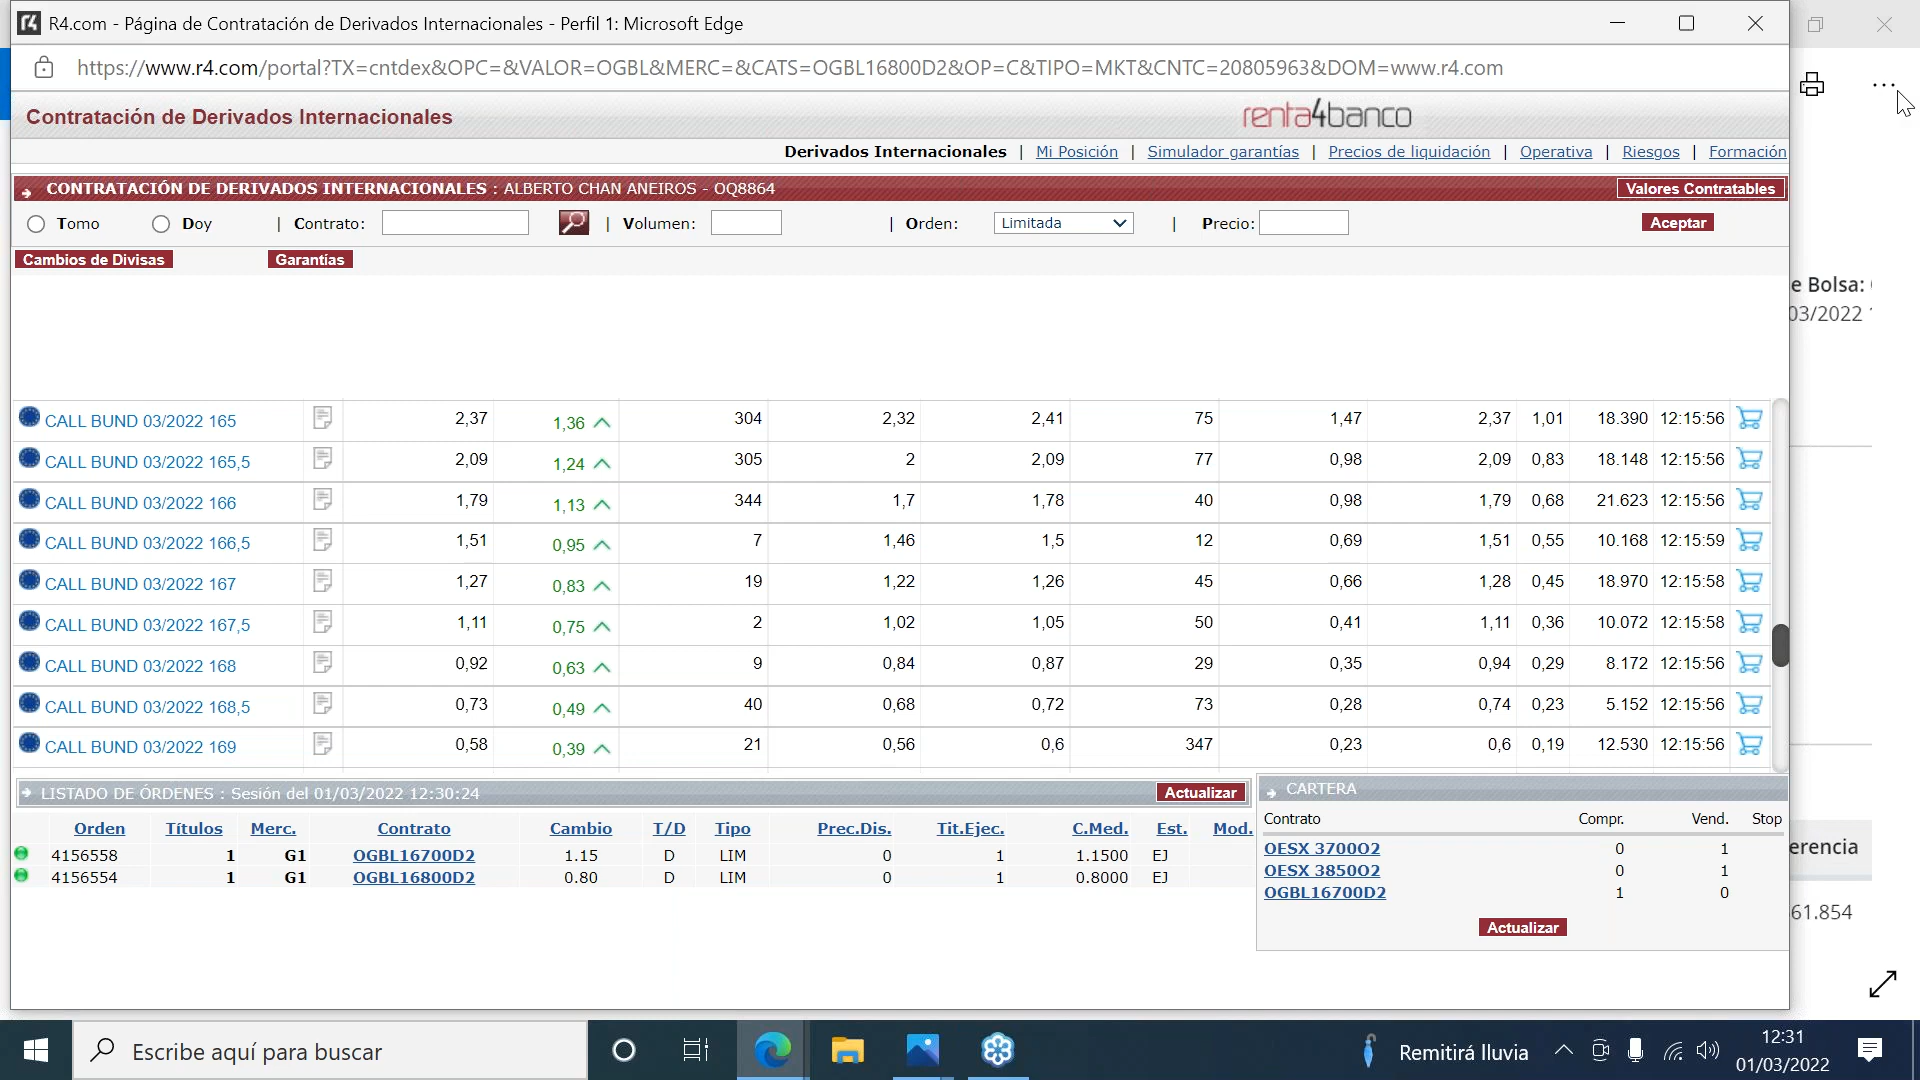 R4.com - Página de Contratación de Derivados Internacionales - Perfil 1: Microsoft Edge
https://www.r4.com/portal?TX=cntdex&OPC=&VALOR=OGBL&MERC=&CATS=OGBL16800D2&OP=C&TIPO=MKT&CNTC=20805963&DOM=www.r4.com
Contratación de Derivados Internacionales
renta4banco
Derivados Internacionales | Mi Posición | Simulador garantías | Precios de liquidación | Operativa | Riesgos | Formación
CONTRATACIÓN DE DERIVADOS INTERNACIONALES : ALBERTO CHAN ANEIROS - OQ8864 Valores Contratables
Tomo Doy | Contrato: | Volumen: | Orden: Limitada | Precio: Aceptar
Cambios de Divisas Garantías
e Bolsa:
03/2022
CALL BUND 03/2022 165 2,37 1,36 304 2,32 2,41 75 1,47 2,37 1,01 18.390 12:15:56
CALL BUND 03/2022 165,5 2,09 1,24 305 2 2,09 77 0,98 2,09 0,83 18.148 12:15:56
CALL BUND 03/2022 166 1,79 1,13 344 1,7 1,78 40 0,98 1,79 0,68 21.623 12:15:56
CALL BUND 03/2022 166,5 1,51 0,95 7 1,46 1,5 12 0,69 1,51 0,55 10.168 12:15:59
CALL BUND 03/2022 167 1,27 0,83 19 1,22 1,26 45 0,66 1,28 0,45 18.970 12:15:58
CALL BUND 03/2022 167,5 1,11 0,75 2 1,02 1,05 50 0,41 1,11 0,36 10.072 12:15:58
CALL BUND 03/2022 168 0,92 0,63 9 0,84 0,87 29 0,35 0,94 0,29 8.172 12:15:56
CALL BUND 03/2022 168,5 0,73 0,49 40 0,68 0,72 73 0,28 0,74 0,23 5.152 12:15:56
CALL BUND 03/2022 169 0,58 0,39 21 0,56 0,6 347 0,23 0,6 0,19 12.530 12:15:56
LISTADO DE ÓRDENES : Sesión del 01/03/2022 12:30:24 Actualizar
Orden Títulos Merc. Contrato Cambio T/D Tipo Prec.Dis. Tit.Ejec. C.Med. Est. Mod.
4156558 1 G1 OGBL16700D2 1.15 D LIM 0 1 1.1500 EJ
4156554 1 G1 OGBL16800D2 0.80 D LIM 0 1 0.8000 EJ
CARTERA
Contrato Compr. Vend. Stop
OESX 3700O2 0 1
OESX 3850O2 0 1
OGBL16700D2 1 0
Actualizar
erencia
61.854
Escribe aquí para buscar
Remitirá lluvia
12:31
01/03/2022